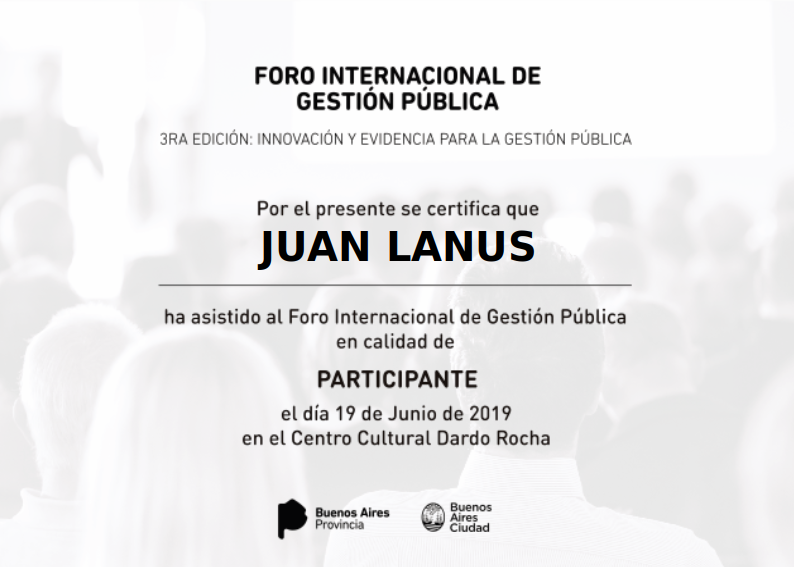 FORO INTERNACIONAL DE
GESTIÓN PÚBLICA
3RA EDICIÓN: INNOVACIÓN Y EVIDENCIA PARA LA GESTIÓN PÚBLICA
Por el presente se certifica que
JUAN LANUS
ha asistido al Foro Internacional de Gestión Pública
en calidad de
PARTICIPANTE
el día 19 de Junio de 2019
en el Centro Cultural Dardo Rocha
Buenos Aires
Provincia
Buenos
Aires
Ciudad